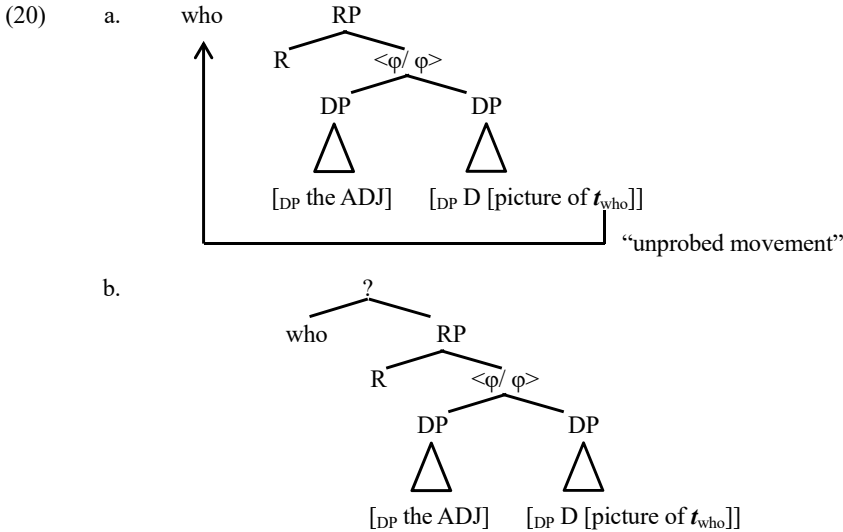 (20) a. who RP
R <φ/ φ>
DP DP
[DP the ADJ] [DP D [picture of twho]]
“unprobed movement”
b. ?
who RP
R <φ/ φ>
DP DP
[DP the ADJ] [DP D [picture of twho]]